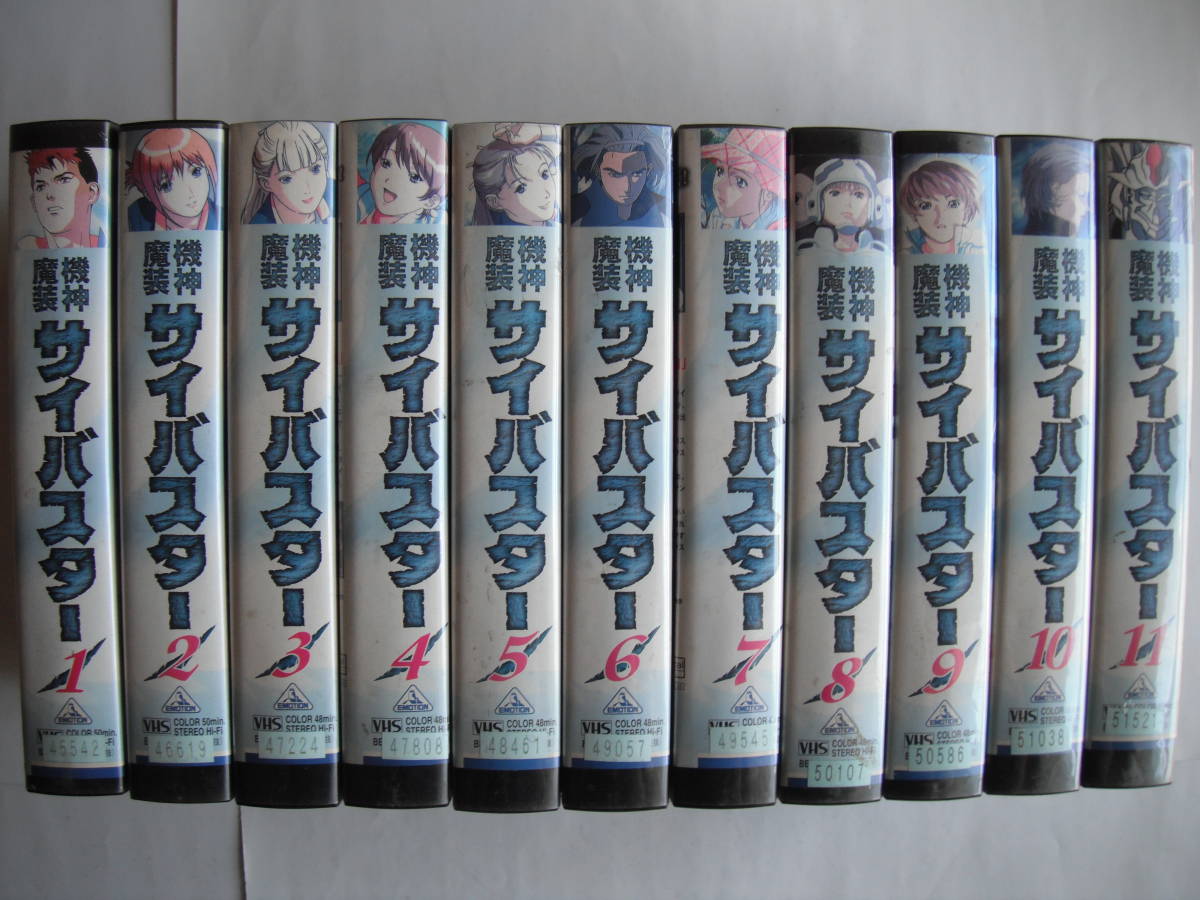 魔装
機神
サイバスター
1
EMOTION
VHS COLOR 50min.
45542
魔装
機神
サイバスター
2
EMOTION
VHS COLOR 50min.
STEREO Hi-Fi
46619
魔装
機神
サイバスター
3
EMOTION
VHS COLOR 48min.
STEREO Hi-Fi
47224
魔装
機神
サイバスター
4
EMOTION
VHS COLOR 48min.
STEREO Hi-Fi
47808
魔装
機神
サイバスター
5
EMOTION
VHS COLOR 48min.
48461
魔装
機神
サイバスター
6
EMOTION
VHS COLOR 48min.
49057
魔装
機神
サイバスター
7
EMOTION
49545
魔装
機神
サイバスター
8
EMOTION
VHS COLOR 48min.
STEREO Hi-Fi
50107
魔装
機神
サイバスター
9
EMOTION
VHS COLOR 48min.
50586
魔装
機神
サイバスター
10
EMOTION
STEREO
51038
魔装
機神
サイバスター
11
EMOTION
51521